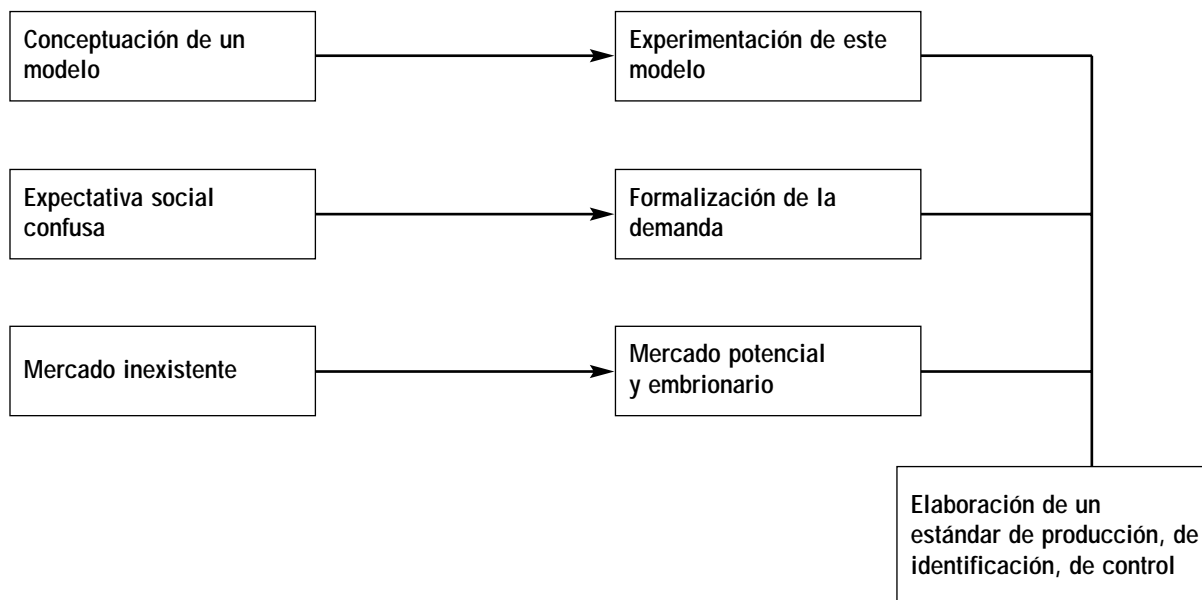 Conceptuación de un
modelo
Experimentación de este
modelo
Expectativa social
confusa
Formalización de la
demanda
Mercado inexistente
Mercado potencial
y embrionario
Elaboración de un
estándar de producción, de
identificación, de control